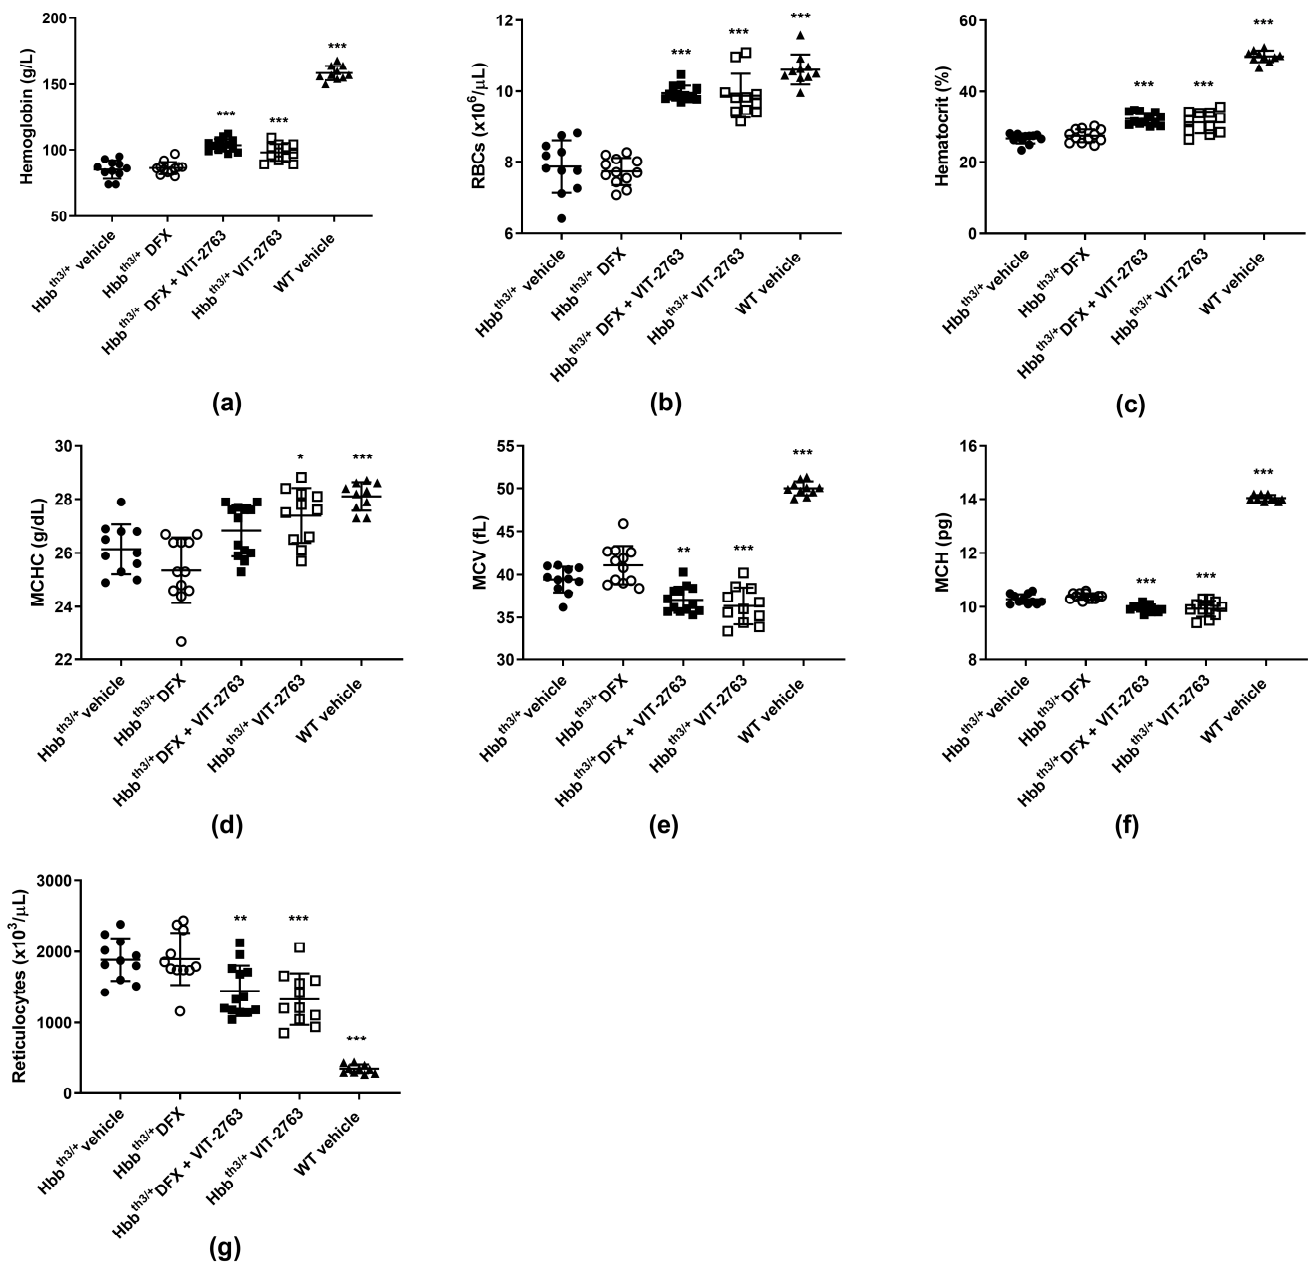 Hemoglobin (g/L)
200
150
100
50
***
***
***
Hbb th3/+ vehicle
Hbb th3/+ DFX
Hbb th3/+ DFX + VIT-2763
Hbb th3/+ VIT-2763
WT vehicle
(a)
RBCs (x10⁶/μL)
12
10
8
6
***
***
***
Hbb th3/+ vehicle
Hbb th3/+ DFX
Hbb th3/+ DFX + VIT-2763
Hbb th3/+ VIT-2763
WT vehicle
(b)
Hematocrit (%)
60
40
20
0
***
***
***
Hbb th3/+ vehicle
Hbb th3/+ DFX
Hbb th3/+ DFX + VIT-2763
Hbb th3/+ VIT-2763
WT vehicle
(c)
MCHC (g/dL)
30
28
26
24
22
*
***
Hbb th3/+ vehicle
Hbb th3/+ DFX
Hbb th3/+ DFX + VIT-2763
Hbb th3/+ VIT-2763
WT vehicle
(d)
MCV (fL)
55
50
45
40
35
30
**
***
***
Hbb th3/+ vehicle
Hbb th3/+ DFX
Hbb th3/+ DFX + VIT-2763
Hbb th3/+ VIT-2763
WT vehicle
(e)
MCH (pg)
16
14
12
10
8
***
***
***
Hbb th3/+ vehicle
Hbb th3/+ DFX
Hbb th3/+ DFX + VIT-2763
Hbb th3/+ VIT-2763
WT vehicle
(f)
Reticulocytes (x10³/μL)
3000
2000
1000
0
**
***
***
Hbb th3/+ vehicle
Hbb th3/+ DFX
Hbb th3/+ DFX + VIT-2763
Hbb th3/+ VIT-2763
WT vehicle
(g)